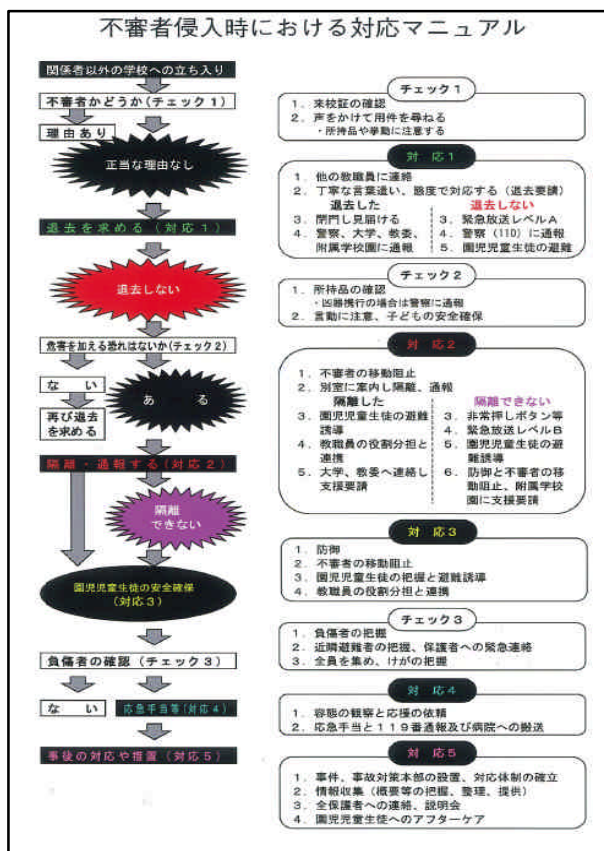 不審者侵入時における対応マニュアル
関係者以外の学校への立ち入り
不審者かどうか(チェック1)
理由あり
正当な理由なし
退去を求める(対応1)
退去しない
危害を加える恐れはないか(チェック2)
ない
ある
再び退去
を求める
隔離・通報する(対応2)
隔離
できない
園児児童生徒の安全確保
(対応3)
負傷者の確認(チェック3)
ない
応急手当等(対応4)
事後の対応や措置(対応5)
チェック1
1. 来校証の確認
2. 声をかけて用件を尋ねる
・所持品や挙動に注意する
対応1
1. 他の教職員に連絡
2. 丁寧な言葉遣い、態度で対応する(退去要請)
退去した
3. 閉門し見届ける
4. 警察、大学、教委、
附属学校園に通報
退去しない
3. 緊急放送レベルA
4. 警察(110)に通報
5. 園児児童生徒の避難
チェック2
1. 所持品の確認
・凶器携行の場合は警察に通報
2. 言動に注意、子どもの安全確保
対応2
1. 不審者の移動阻止
2. 別室に案内し隔離、通報
隔離した
3. 園児児童生徒の避難
誘導
4. 教職員の役割分担と
連携
5. 大学、教委へ連絡し
支援要請
隔離できない
3. 非常押しボタン等
4. 緊急放送レベルB
5. 園児児童生徒の避
難誘導
6. 防御と不審者の移
動阻止、附属学校
園に支援要請
対応3
1. 防御
2. 不審者の移動阻止
3. 園児児童生徒の把握と避難誘導
4. 教職員の役割分担と連携
チェック3
1. 負傷者の把握
2. 近隣避難者の把握、保護者への緊急連絡
3. 全員を集め、けがの把握
対応4
1. 容態の観察と応援の依頼
2. 応急手当と119番通報及び病院への搬送
対応5
1. 事件、事故対策本部の設置、対応体制の確立
2. 情報収集(概要等の把握、整理、提供)
3. 全保護者への連絡、説明会
4. 園児児童生徒へのアフターケア